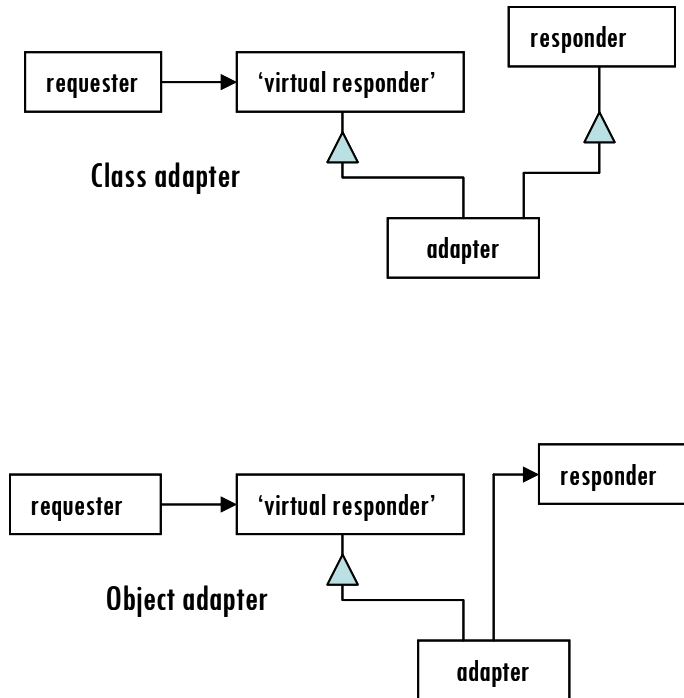 responder
requester
‘virtual responder’
Class adapter
adapter
responder
requester
‘virtual responder’
Object adapter
adapter